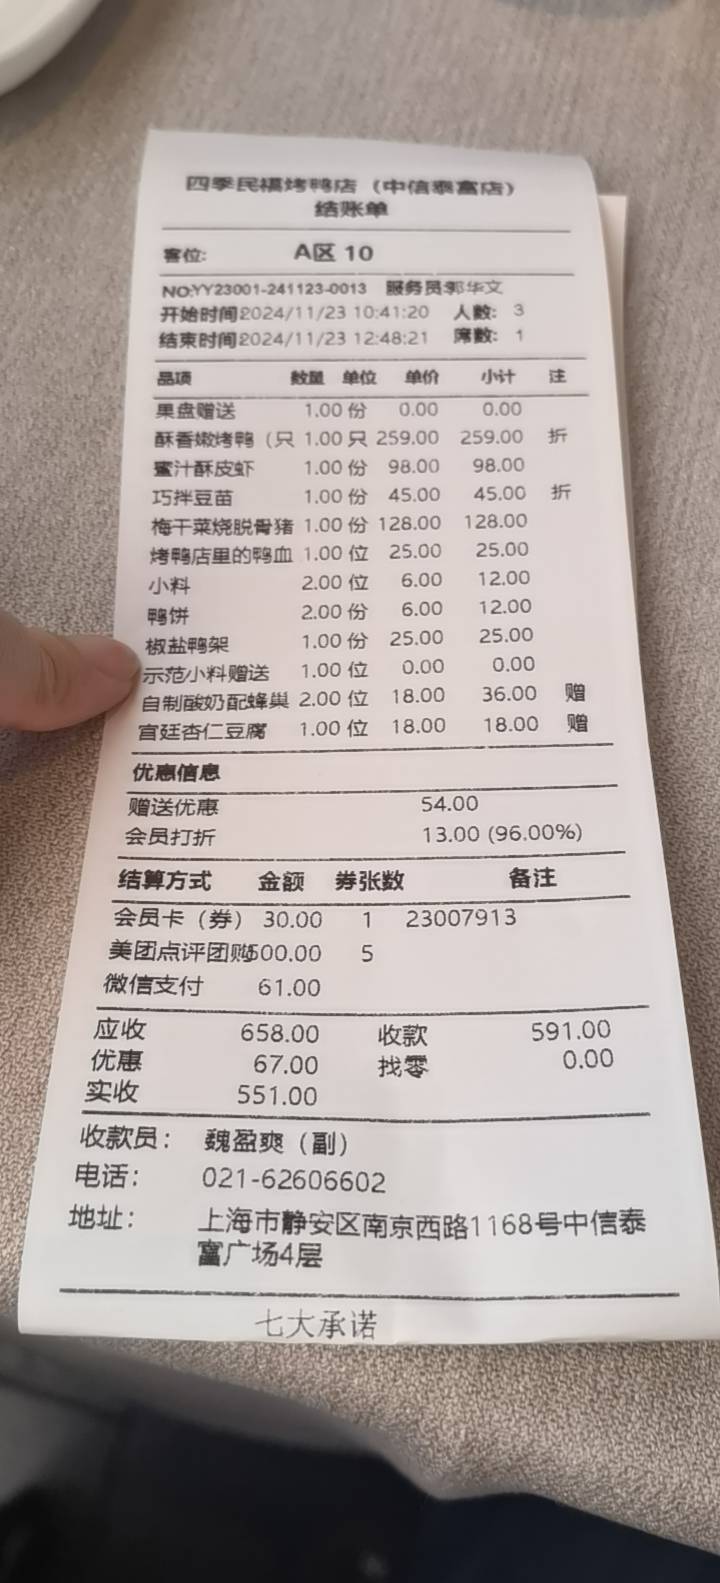 四季民福烤鸭店（中信泰富店）
结账单
客位: A区 10
NO:YY23001-241123-0013 服务员:郭华文
开始时间:2024/11/23 10:41:20 人数: 3
结束时间:2024/11/23 12:48:21 席数: 1
品项 数量 单位 单价 小计 注
果盘赠送 1.00 份 0.00 0.00
酥香嫩烤鸭（只 1.00 只 259.00 259.00 折
蜜汁酥皮虾 1.00 份 98.00 98.00
巧拌豆苗 1.00 份 45.00 45.00 折
梅干菜烧脱骨猪 1.00 份 128.00 128.00
烤鸭店里的鸭血 1.00 位 25.00 25.00
小料 2.00 位 6.00 12.00
鸭饼 2.00 份 6.00 12.00
椒盐鸭架 1.00 份 25.00 25.00
示范小料赠送 1.00 位 0.00 0.00
自制酸奶配蜂巢 2.00 位 18.00 36.00 赠
宫廷杏仁豆腐 1.00 位 18.00 18.00 赠
优惠信息
赠送优惠 54.00
会员打折 13.00 (96.00%)
结算方式 金额 券张数 备注
会员卡（券） 30.00 1 23007913
美团点评团购500.00 5
微信支付 61.00
应收 658.00 收款 591.00
优惠 67.00 找零 0.00
实收 551.00
收款员： 魏盈爽（副）
电话： 021-62606602
地址： 上海市静安区南京西路1168号中信泰
富广场4层
七大承诺